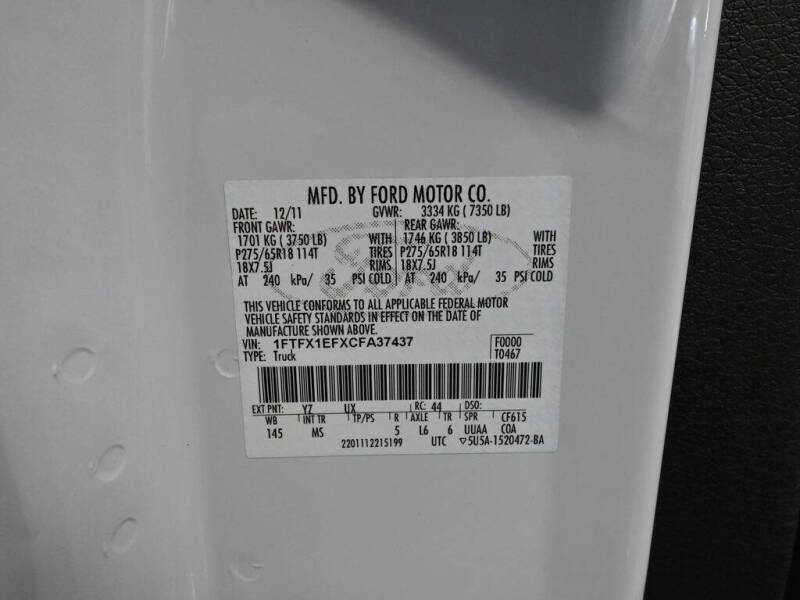 MFD. BY FORD MOTOR CO.
DATE: 12/11 GVWR: 3334 KG ( 7350 LB)
FRONT GAWR: REAR GAWR:
1701 KG ( 3750 LB) WITH 1746 KG ( 3850 LB) WITH
P275/65R18 114T TIRES P275/65R18 114T TIRES
18X7.5J RIMS 18X7.5J RIMS
AT 240 kPa/ 35 PSI COLD AT 240 kPa/ 35 PSI COLD
THIS VEHICLE CONFORMS TO ALL APPLICABLE FEDERAL MOTOR
VEHICLE SAFETY STANDARDS IN EFFECT ON THE DATE OF
MANUFACTURE SHOWN ABOVE.
VIN: 1FTFX1EFXCFA37437 F0000
TYPE: Truck T0467
EXT PNT: YZ UX RC: 44 DSO:
WB INT TR TP/PS R AXLE TR SPR CF615
145 MS 5 L6 6 UUAA COA
2201112215199 UTC ▽5U5A-1520472-BA